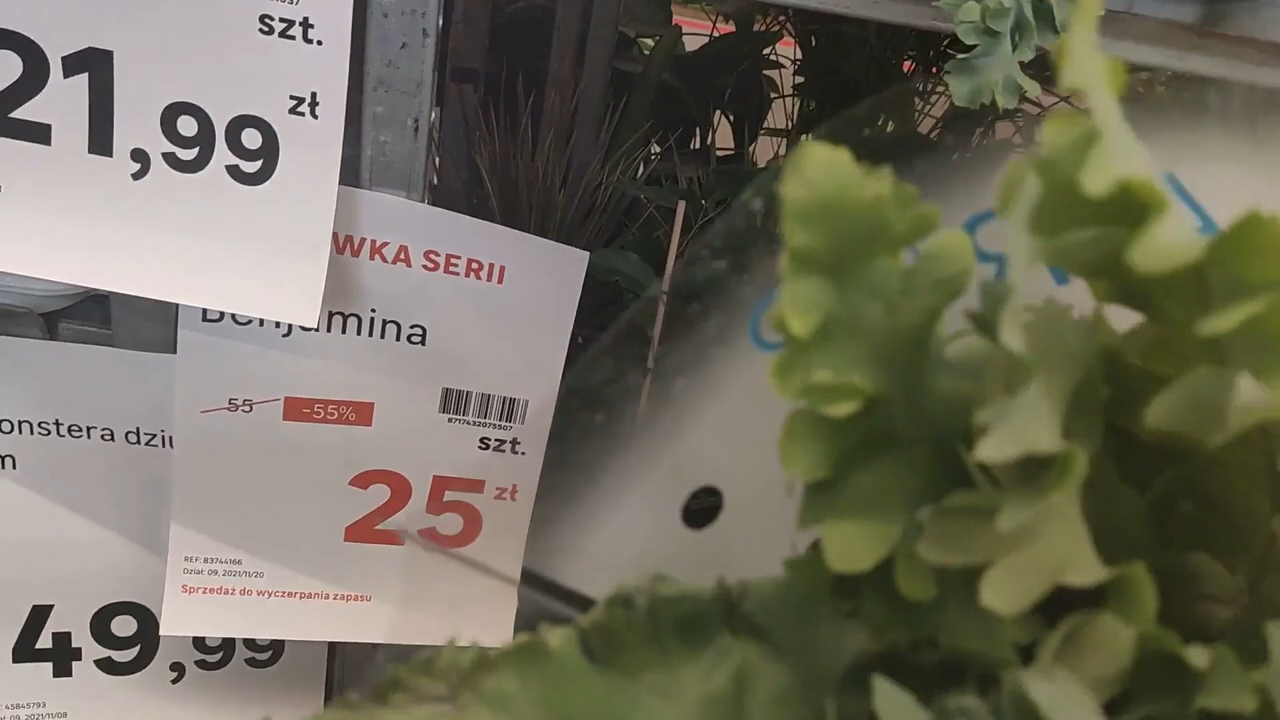 szt.
21,99 zł
WKA SERII
Benjamina
55 -55%
8717432075507
szt.
25 zł
REF: 83744166
Dział: 09, 2021/11/20
Sprzedaż do wyczerpania zapasu
onstera dziu
m
49,99
: 45845793
ał: 09, 2021/11/08